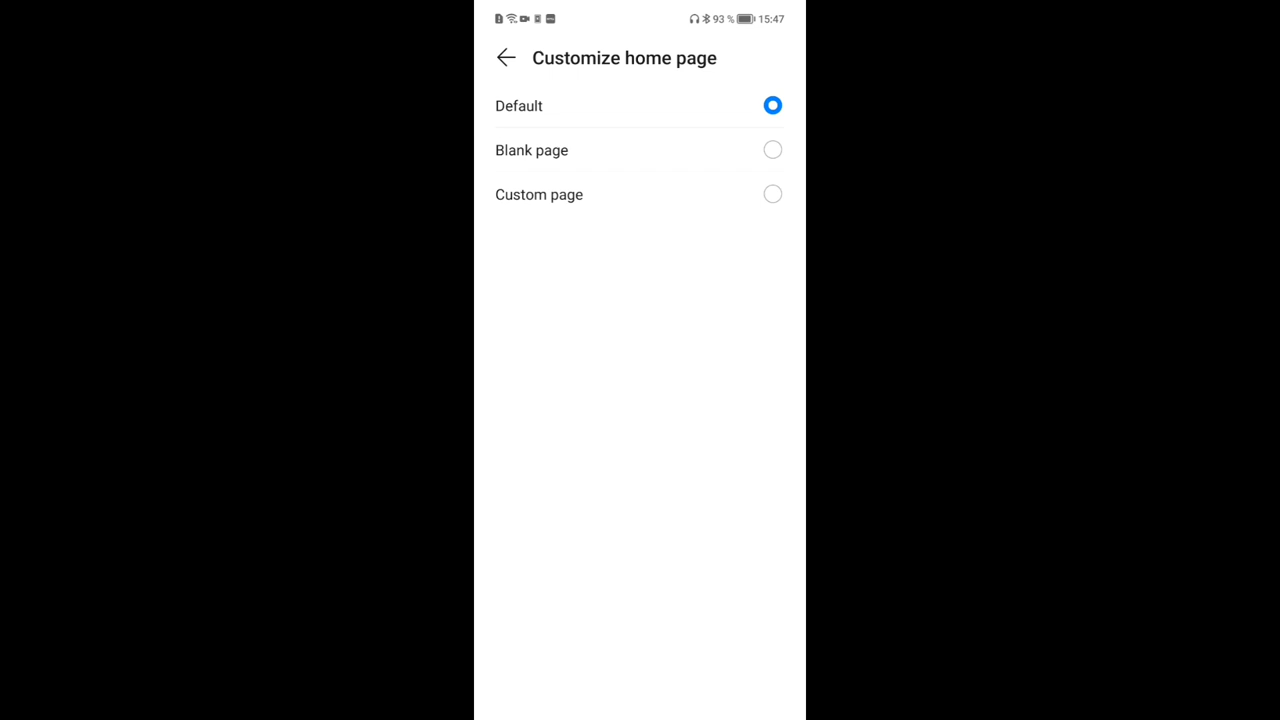 93 % 15:47
Customize home page
Default
Blank page
Custom page